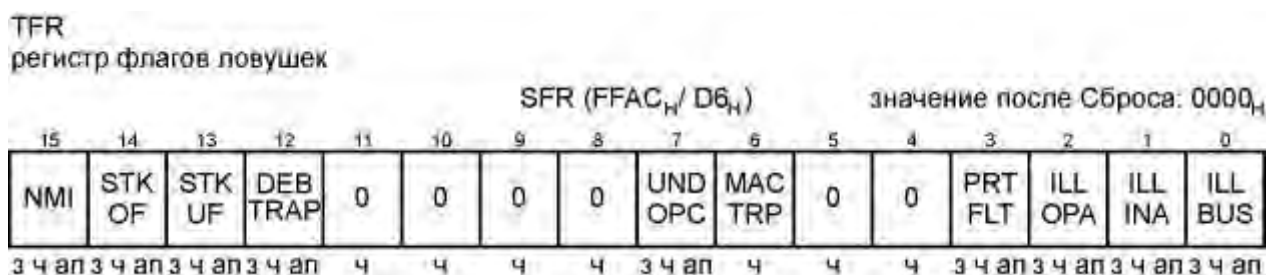 TFR
регистр флагов ловушек
SFR (FFACH/ D6H) значение после Сброса: 0000H
15 14 13 12 11 10 9 8 7 6 5 4 3 2 1 0
NMI STK OF STK UF DEB TRAP 0 0 0 0 UND OPC MAC TRP 0 0 PRT FLT ILL OPA ILL INA ILL BUS
з ч ап з ч ап з ч ап з ч ап ч ч ч ч з ч ап ч ч ч з ч ап з ч ап з ч ап з ч ап